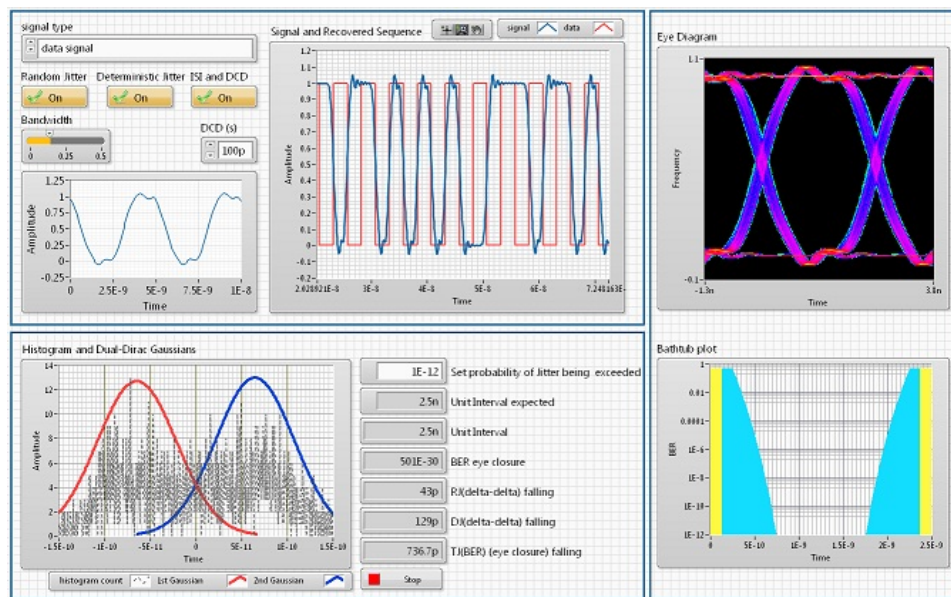 signal type
data signal
Random Jitter Deterministic Jitter ISI and DCD
On On On
Bandwidth
0 0.25 0.5
DCD (s)
100p
1.25
1
0.75
0.5
0.25
0
-0.25
Amplitude
0 2.5E-9 5E-9 7.5E-9 1E-8
Time
Signal and Recovered Sequence
signal data
1.2
1.1
1
0.9
0.8
0.7
0.6
0.5
0.4
0.3
0.2
0.1
0
-0.1
-0.2
Amplitude
3E-8 4E-8 5E-8 6E-8
Time
Eye Diagram
1.1
Frequency
-0.1
-1.3n 3.8n
Time
Histogram and Dual-Dirac Gaussians
14
12
10
8
6
4
2
0
Amplitude
-1.5E-10 -1E-10 -5E-11 0 5E-11 1E-10 1.5E-10
Time
histogram count 1st Gaussian 2nd Gaussian
1E-12 Set probability of Jitter being exceeded
2.5n Unit Interval expected
2.5n Unit Interval
501E-30 BER eye closure
43p RJ(delta-delta) falling
129p DJ(delta-delta) falling
736.7p TJ(BER) (eye closure) falling
Stop
Bathtub plot
1
0.01
0.0001
1E-6
1E-8
1E-10
1E-12
BER
0 5E-10 1E-9 1.5E-9 2.5E-9
Time